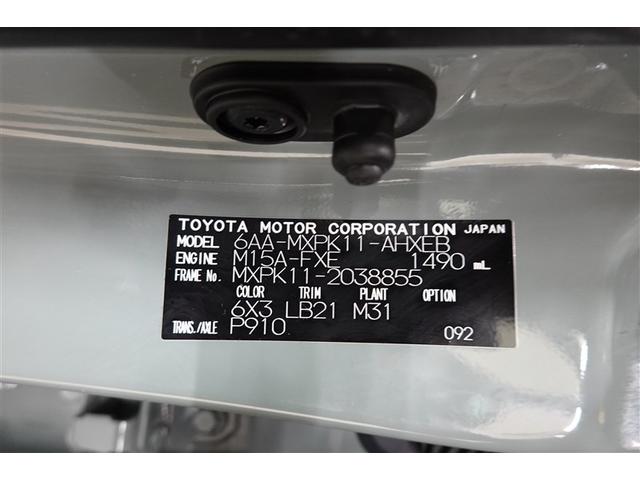 TOYOTA MOTOR CORPORATION JAPAN
MODEL 6AA-MXPK11-AHXEB
ENGINE M15A-FXE 1490 mL
FRAME No. MXPK11-2038855
COLOR TRIM PLANT OPTION
6X3 LB21 M31
TRANS./AXLE P910 092